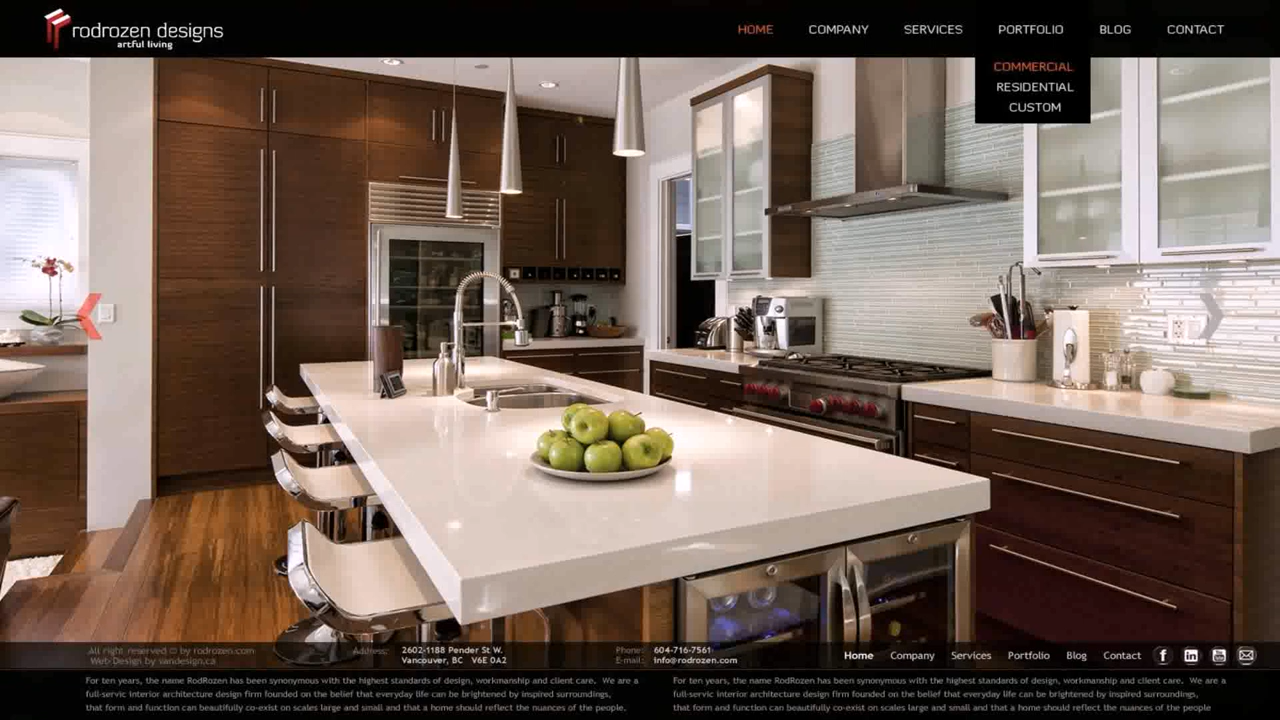 rodrozen designs
artful living
HOME COMPANY SERVICES PORTFOLIO BLOG CONTACT
COMMERCIAL
RESIDENTIAL
CUSTOM
All right reserved © by rodrozen.com
Web Design by vandesign.ca
Address: 2602-1188 Pender St W.
Vancouver, BC V6E 0A2
Phone: 604-716-7561
E-mail: info@rodrozen.com
Home Company Services Portfolio Blog Contact
For ten years, the name RodRozen has been synonymous with the highest standards of design, workmanship and client care. We are a
full-servic interior architecture design firm founded on the belief that everyday life can be brightened by inspired surroundings,
that form and function can beautifully co-exist on scales large and small and that a home should reflect the nuances of the people.
For ten years, the name RodRozen has been synonymous with the highest standards of design, workmanship and client care. We are a
full-servic interior architecture design firm founded on the belief that everyday life can be brightened by inspired surroundings,
that form and function can beautifully co-exist on scales large and small and that a home should reflect the nuances of the people